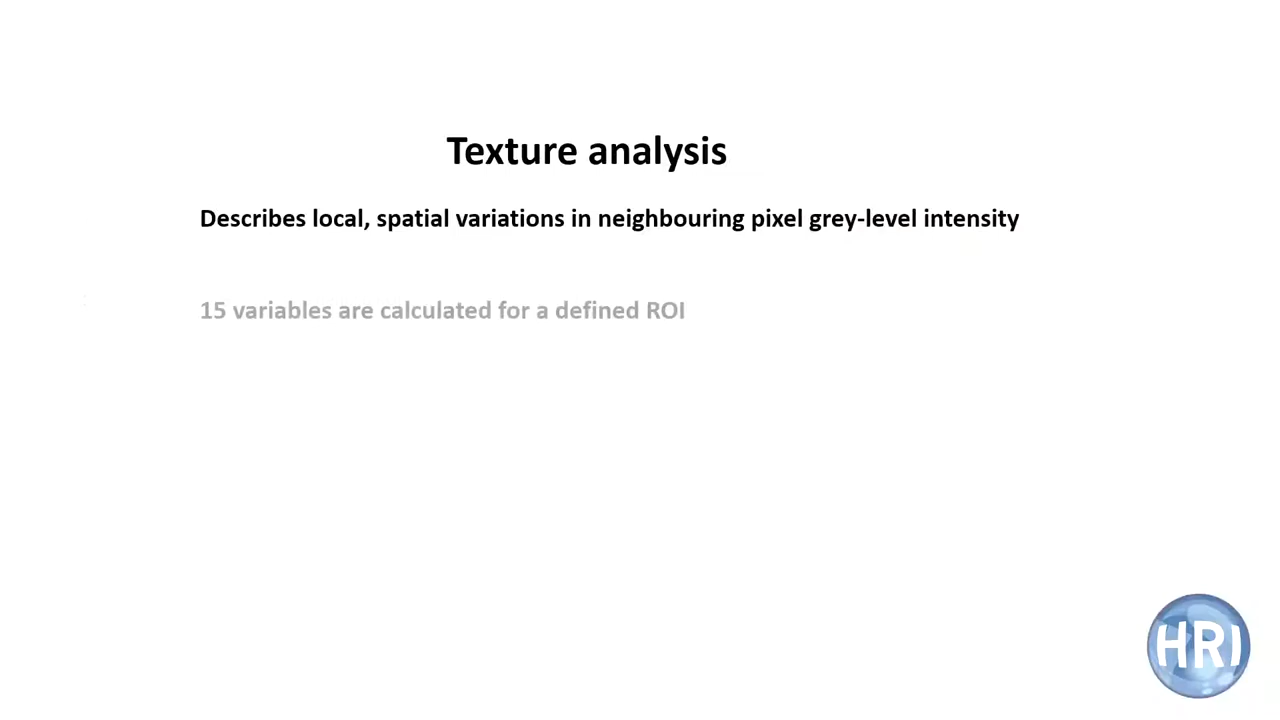 Texture analysis
Describes local, spatial variations in neighbouring pixel grey-level intensity
15 variables are calculated for a defined ROI
HRI